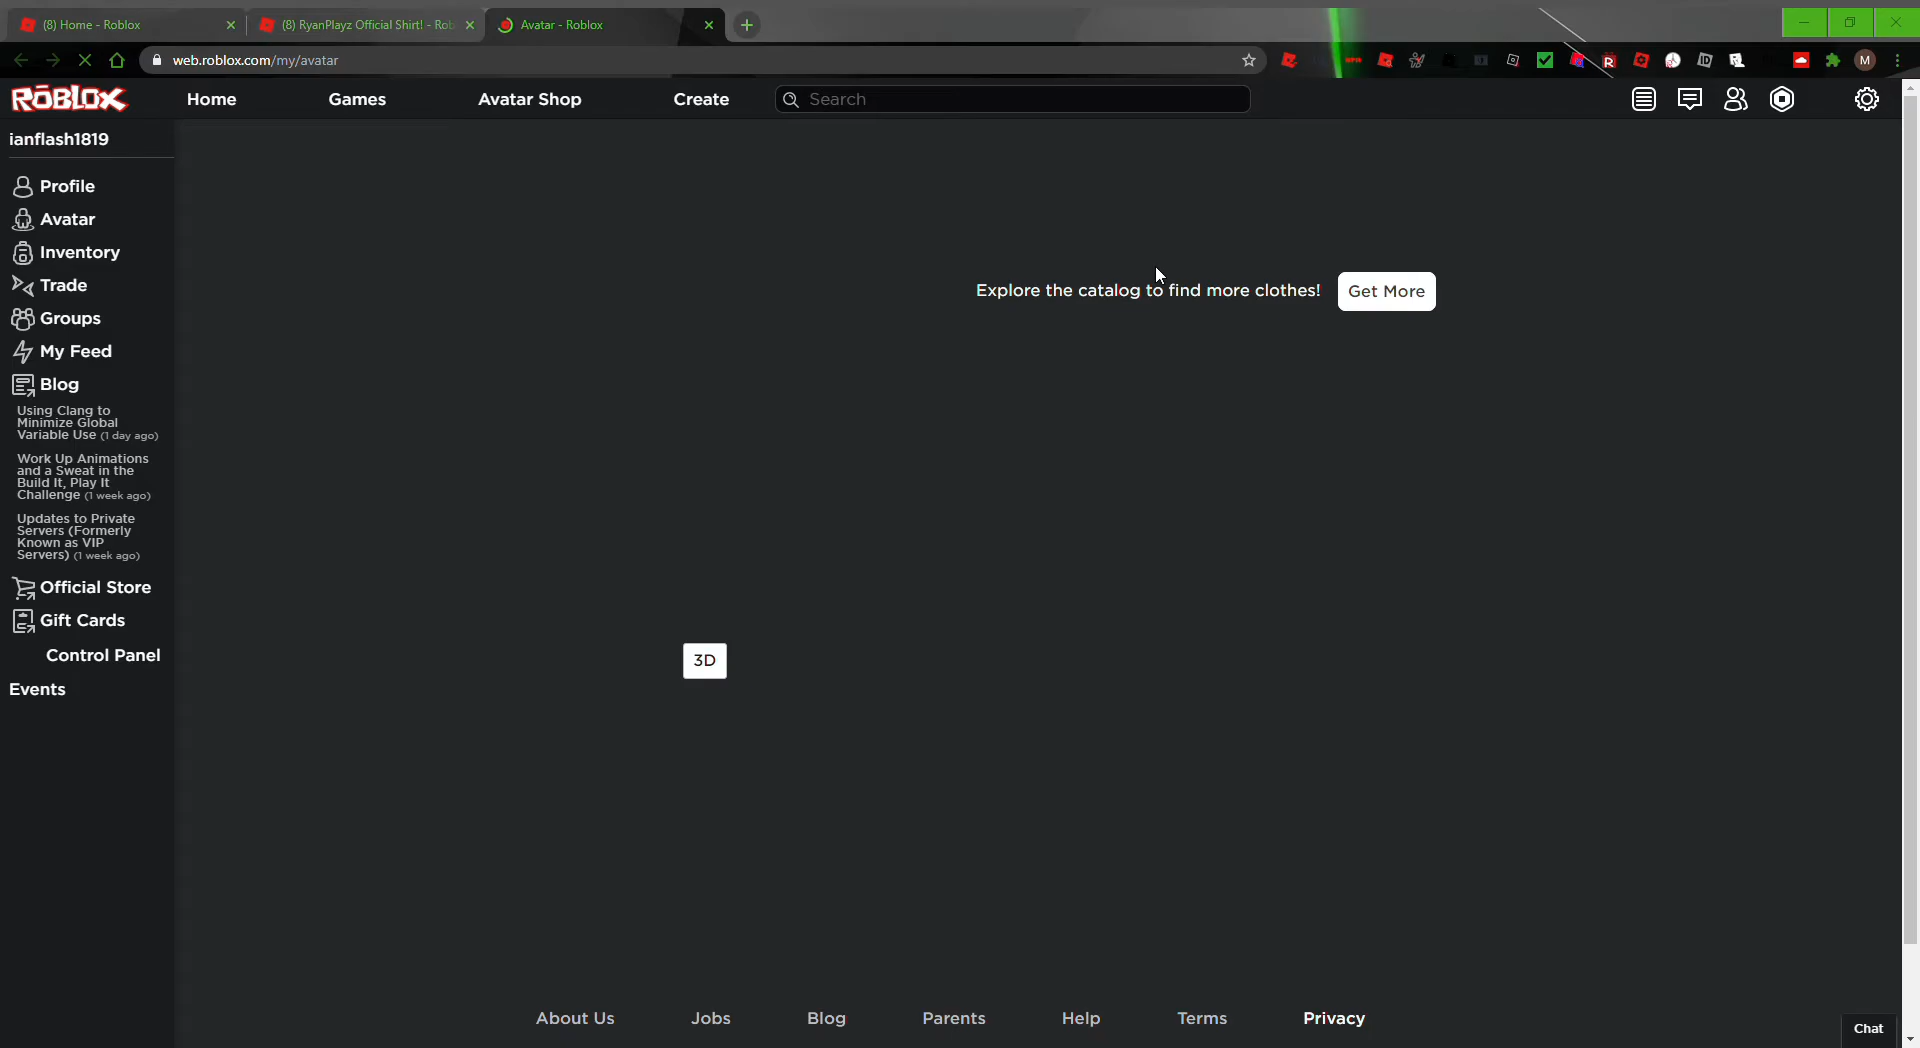 (8) Home - Roblox
(8) RyanPlayz Official Shirt! - Rob
Avatar - Roblox
web.roblox.com/my/avatar
M
ROBLOX
Home
Games
Avatar Shop
Create
Search
ianflash1819
Profile
Avatar
Inventory
Trade
Groups
My Feed
Blog
Using Clang to
Minimize Global
Variable Use (1 day ago)
Work Up Animations
and a Sweat in the
Build It, Play It
Challenge (1 week ago)
Updates to Private
Servers (Formerly
Known as VIP
Servers) (1 week ago)
Official Store
Gift Cards
Control Panel
Events
Explore the catalog to find more clothes!
Get More
3D
About Us
Jobs
Blog
Parents
Help
Terms
Privacy
Chat